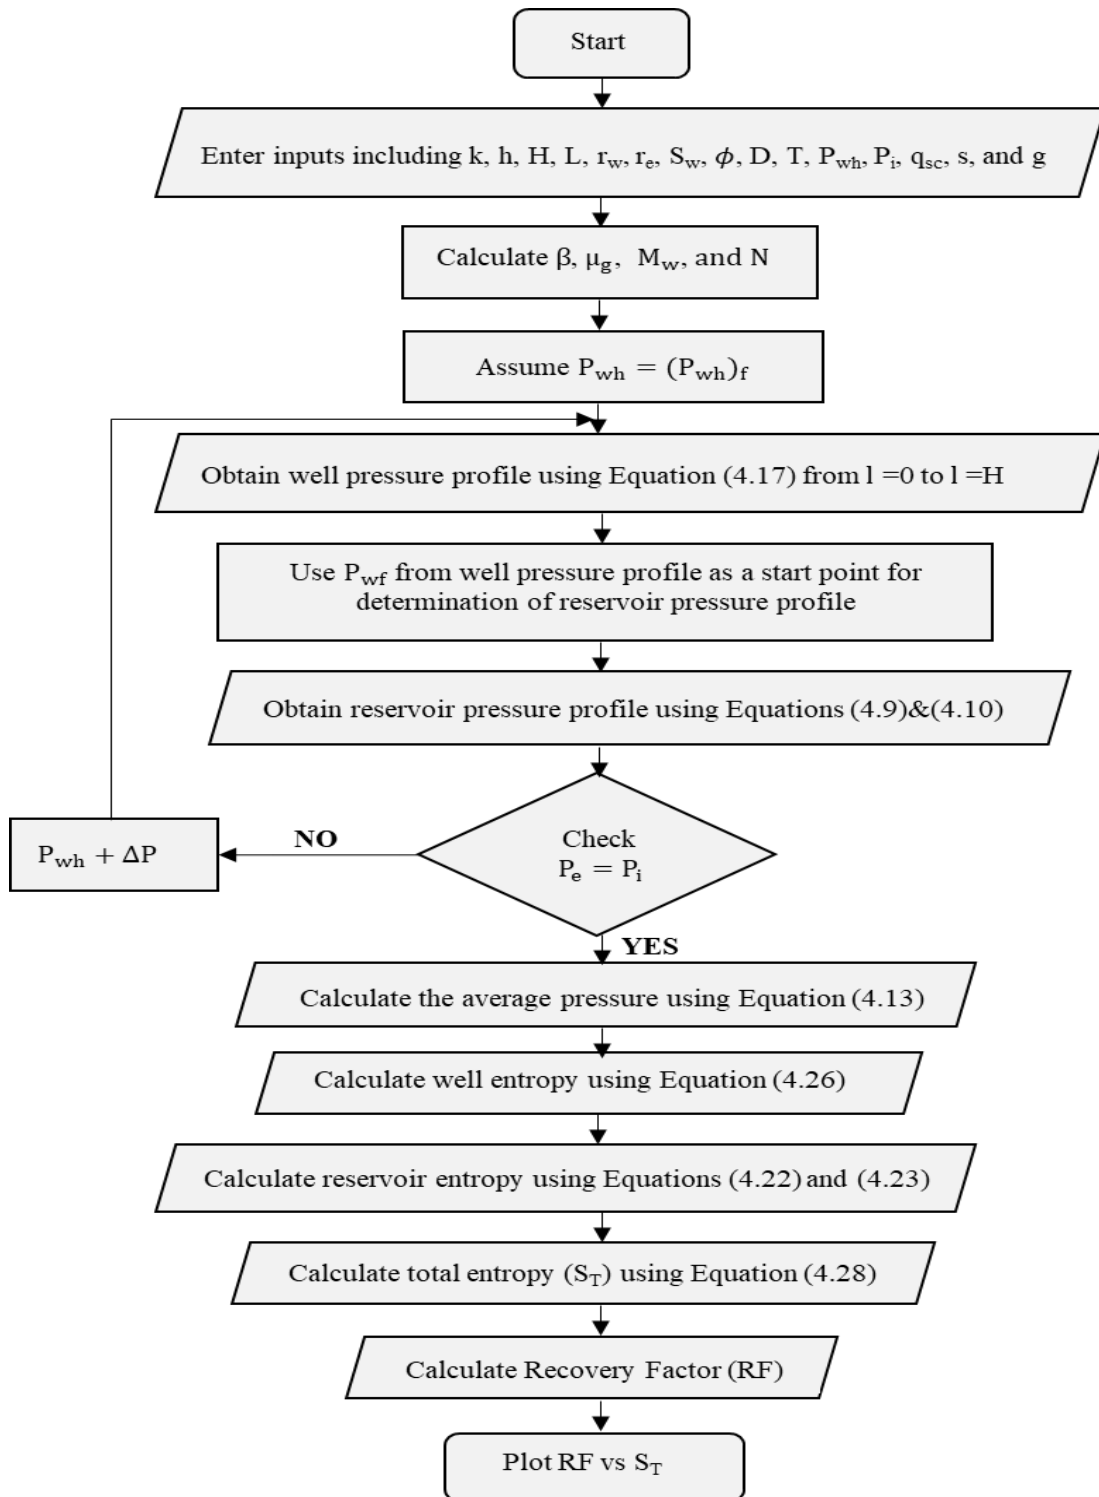 Start
Enter inputs including k, h, H, L, r_w, r_e, S_w, ϕ, D, T, P_wh, P_i, q_sc, s, and g
Calculate β, μ_g, M_w, and N
Assume P_wh = (P_wh)_f
Obtain well pressure profile using Equation (4.17) from l =0 to l =H
Use P_wf from well pressure profile as a start point for
determination of reservoir pressure profile
Obtain reservoir pressure profile using Equations (4.9)&(4.10)
Check
P_e = P_i
NO
P_wh + ΔP
YES
Calculate the average pressure using Equation (4.13)
Calculate well entropy using Equation (4.26)
Calculate reservoir entropy using Equations (4.22) and (4.23)
Calculate total entropy (S_T) using Equation (4.28)
Calculate Recovery Factor (RF)
Plot RF vs S_T